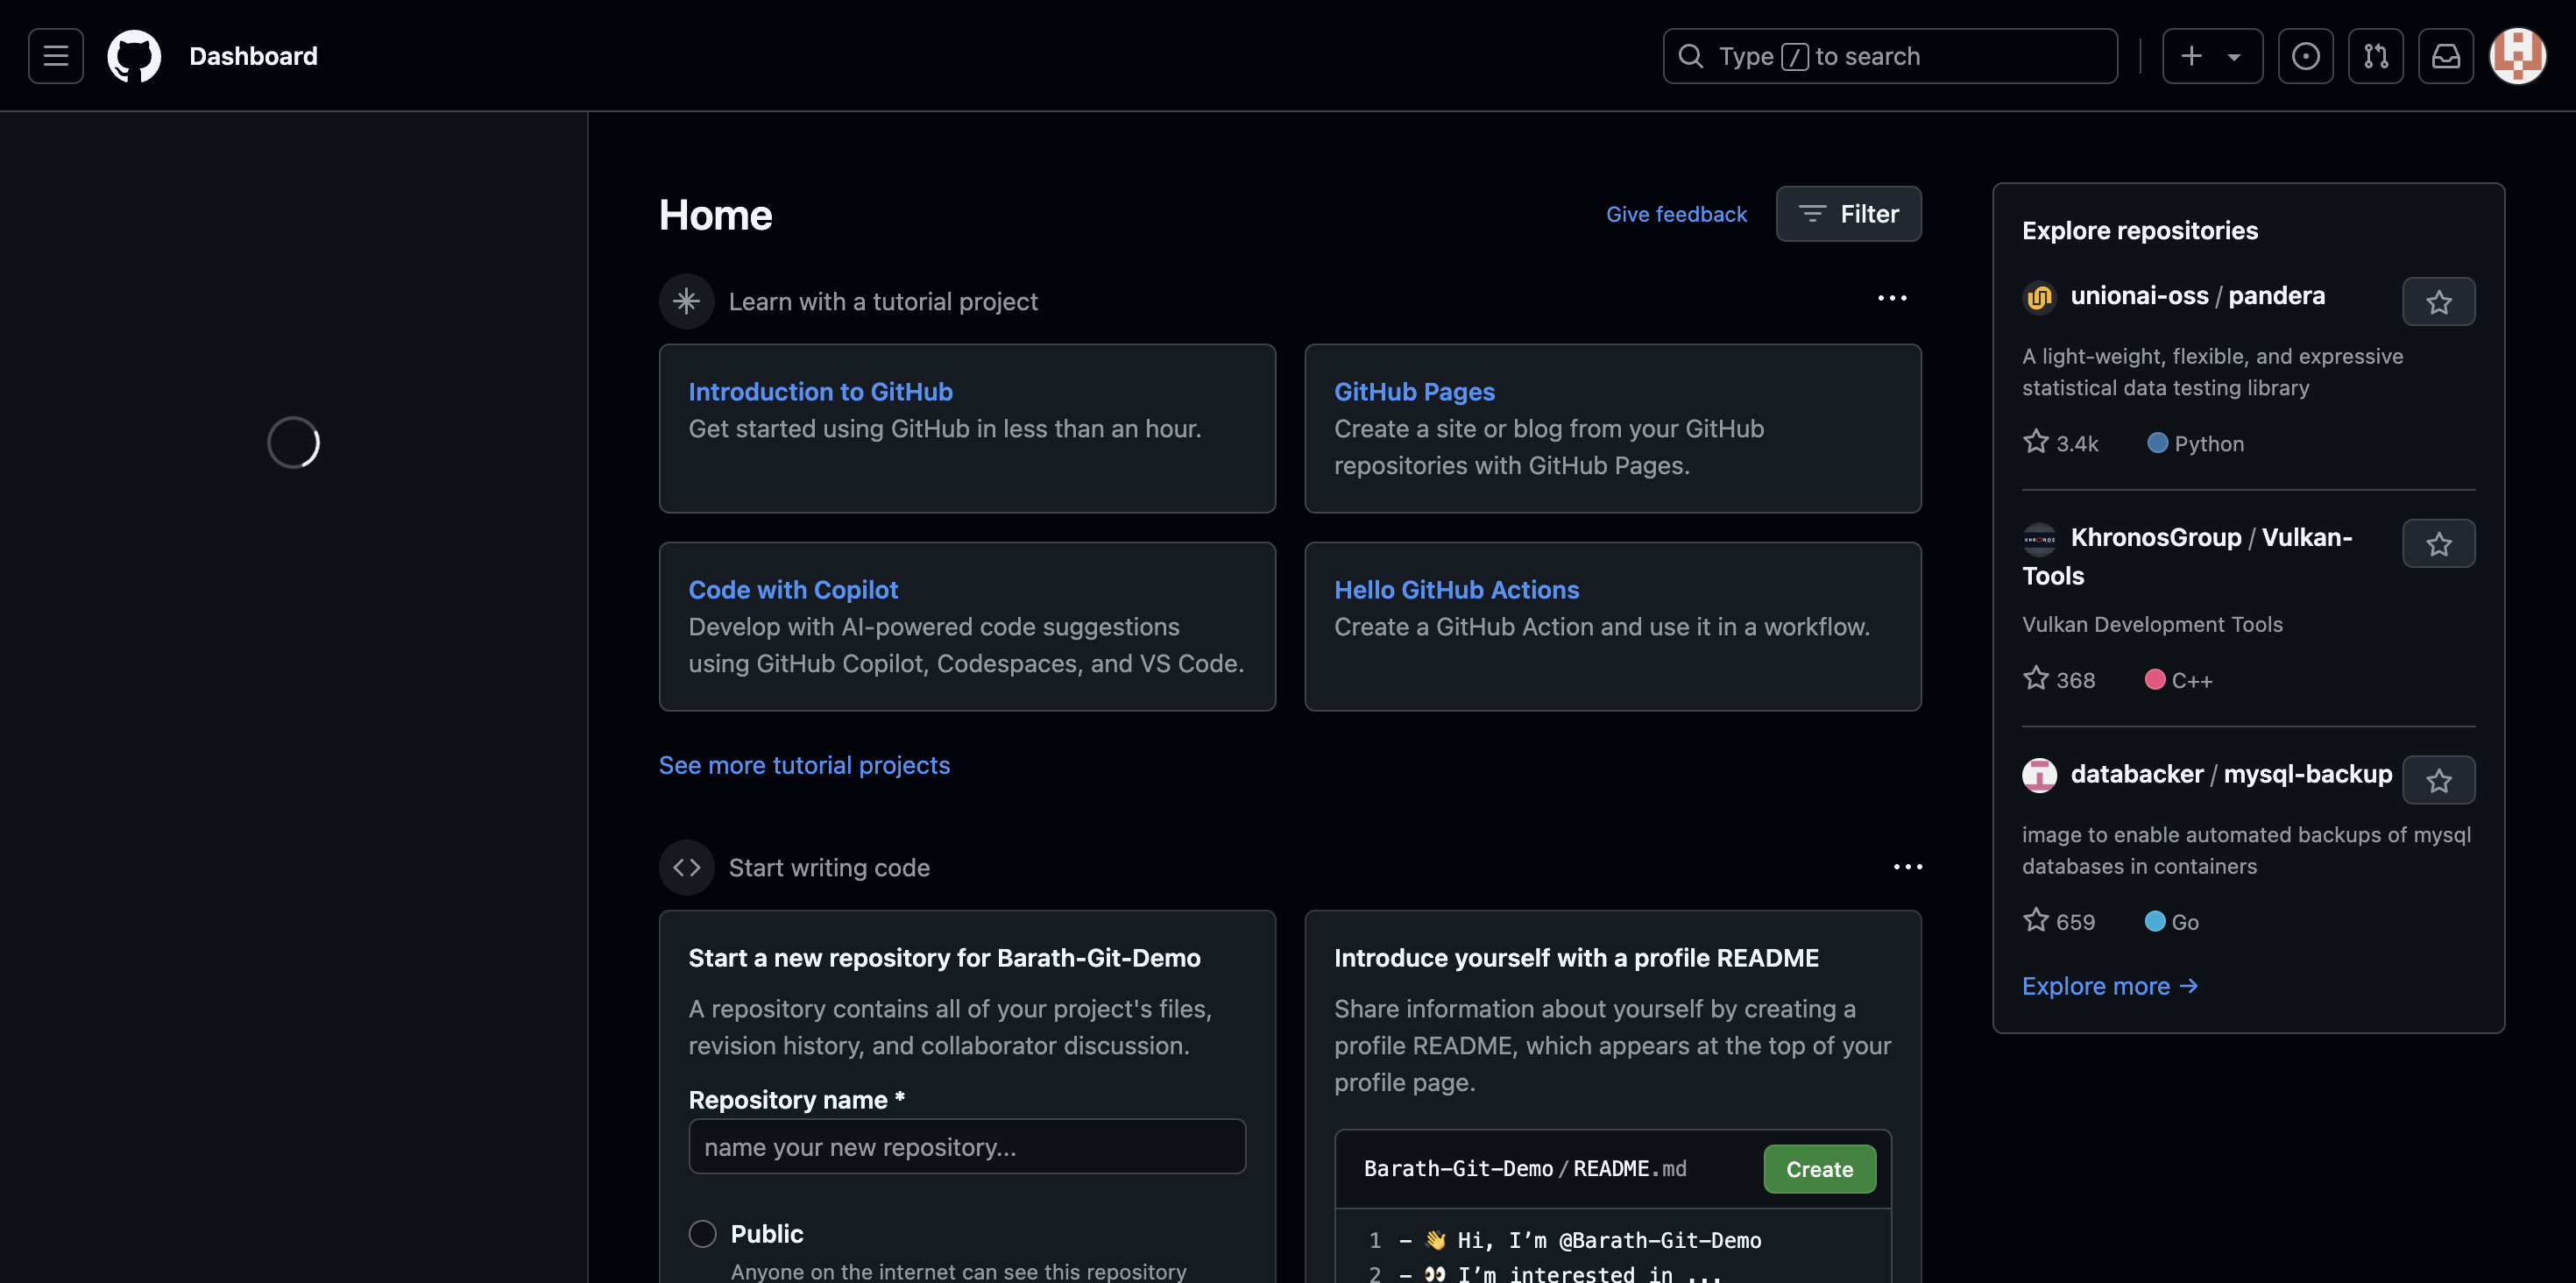 Dashboard
Type / to search
Home
Give feedback
Filter
Learn with a tutorial project
Introduction to GitHub
Get started using GitHub in less than an hour.
GitHub Pages
Create a site or blog from your GitHub
repositories with GitHub Pages.
Code with Copilot
Develop with AI-powered code suggestions
using GitHub Copilot, Codespaces, and VS Code.
Hello GitHub Actions
Create a GitHub Action and use it in a workflow.
See more tutorial projects
Start writing code
Start a new repository for Barath-Git-Demo
A repository contains all of your project's files,
revision history, and collaborator discussion.
Repository name *
name your new repository...
Public
Anyone on the internet can see this repository
Introduce yourself with a profile README
Share information about yourself by creating a
profile README, which appears at the top of your
profile page.
Barath-Git-Demo / README.md
Create
1 - 👋 Hi, I’m @Barath-Git-Demo
2 - 👀 I’m interested in ...
Explore repositories
unionai-oss / pandera
A light-weight, flexible, and expressive
statistical data testing library
3.4k Python
KHRONOS
KhronosGroup / Vulkan-
Tools
Vulkan Development Tools
368 C++
databacker / mysql-backup
image to enable automated backups of mysql
databases in containers
659 Go
Explore more →